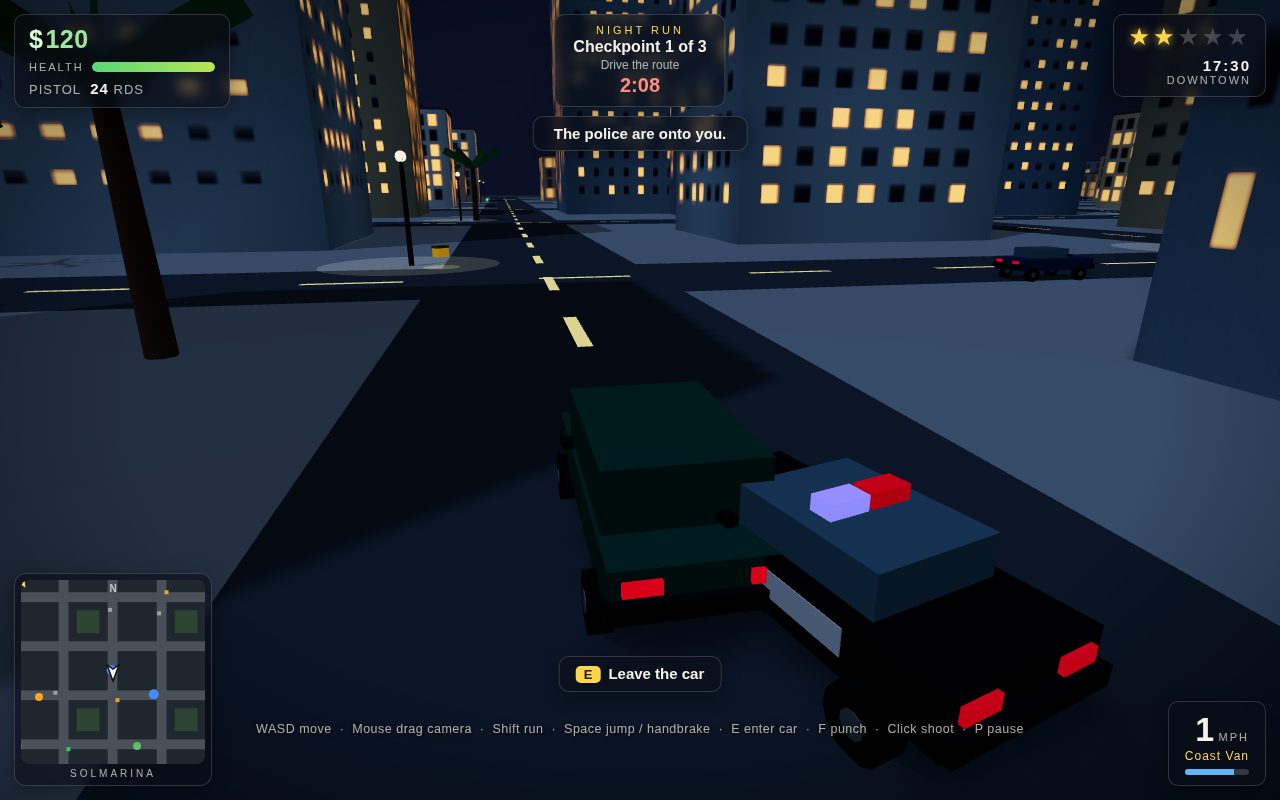 $120
HEALTH
PISTOL 24 RDS
NIGHT RUN
Checkpoint 1 of 3
Drive the route
2:08
The police are onto you.
17:30
DOWNTOWN
N
SOLMARINA
E Leave the car
WASD move · Mouse drag camera · Shift run · Space jump / handbrake · E enter car · F punch · Click shoot · P pause
1 MPH
Coast Van